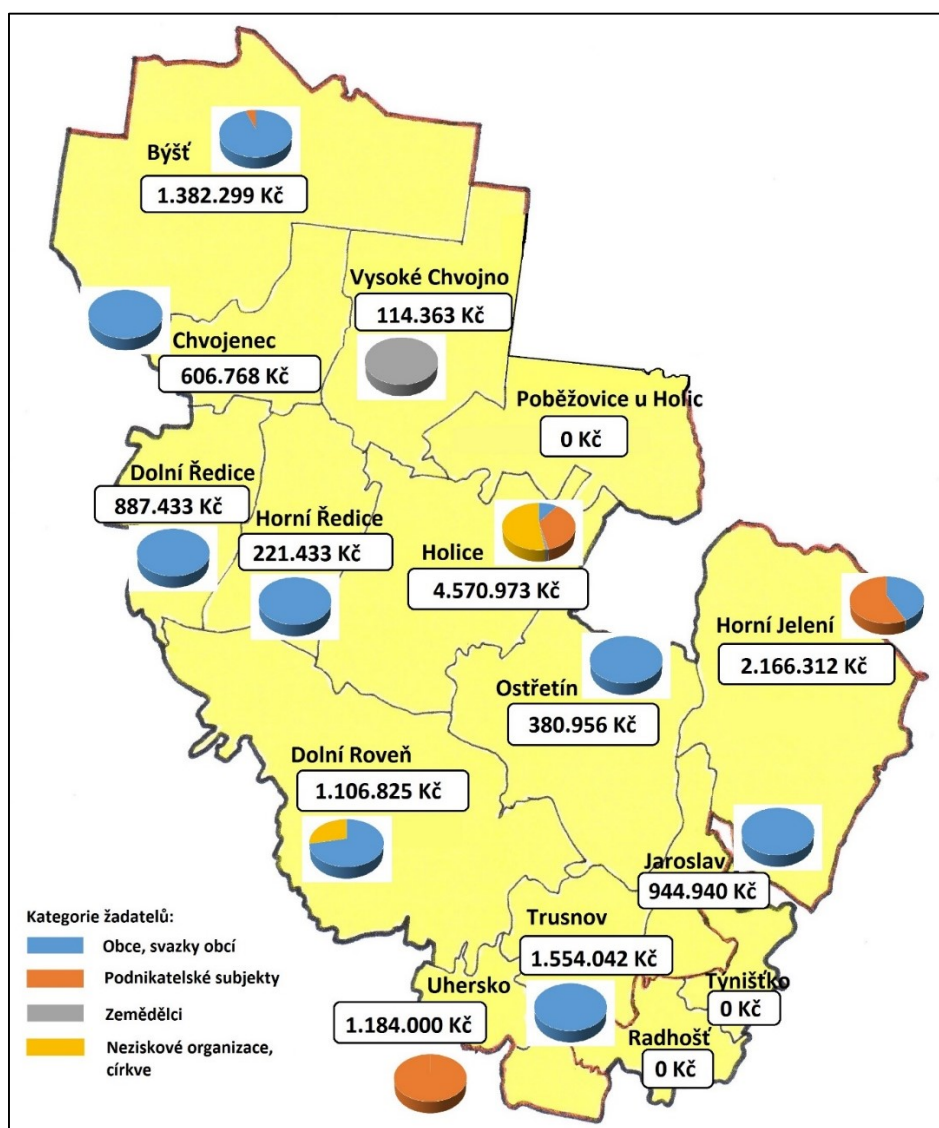 Býšť
1.382.299 Kč
Vysoké Chvojno
114.363 Kč
Chvojenec
606.768 Kč
Poběžovice u Holic
0 Kč
Dolní Ředice
887.433 Kč
Horní Ředice
221.433 Kč
Holice
4.570.973 Kč
Horní Jelení
2.166.312 Kč
Ostřetín
380.956 Kč
Dolní Roveň
1.106.825 Kč
Jaroslav
944.940 Kč
Trusnov
1.554.042 Kč
Uhersko
1.184.000 Kč
Týnišťko
0 Kč
Radhošť
0 Kč
Kategorie žadatelů:
Obce, svazky obcí
Podnikatelské subjekty
Zemědělci
Neziskové organizace,
církve